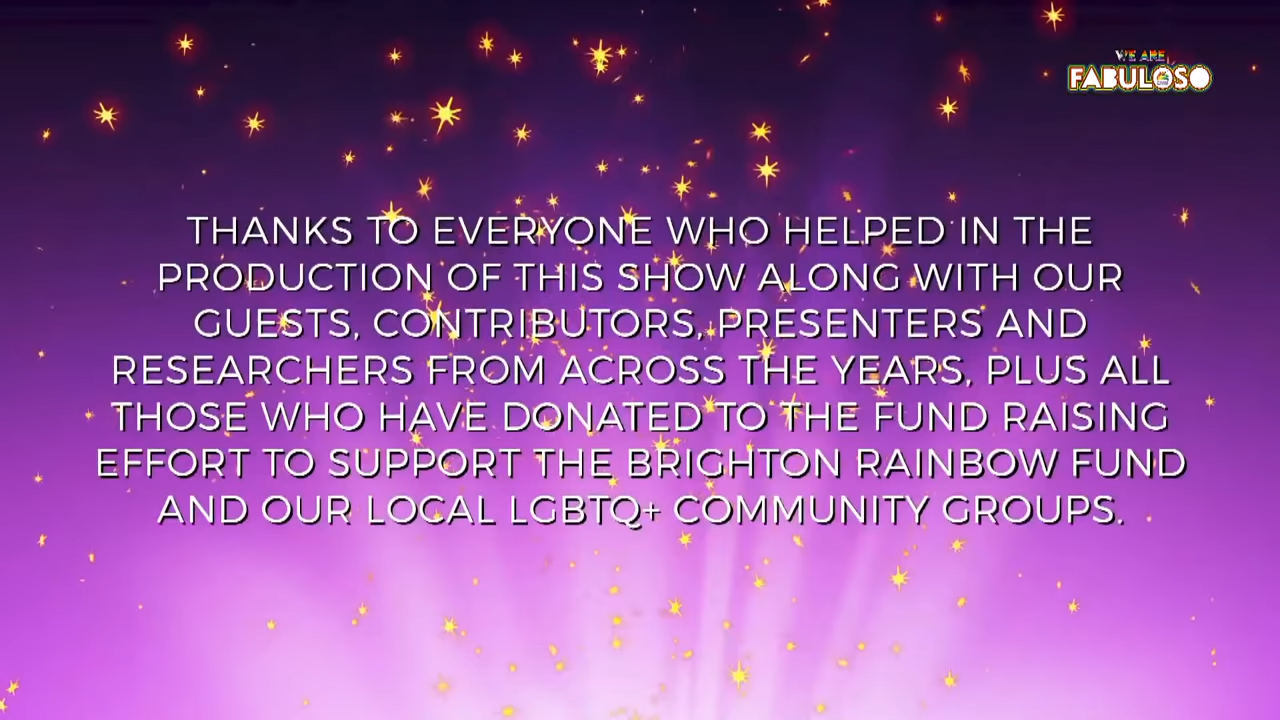 WE ARE
FABULOSO
THANKS TO EVERYONE WHO HELPED IN THE
PRODUCTION OF THIS SHOW ALONG WITH OUR
GUESTS, CONTRIBUTORS, PRESENTERS AND
RESEARCHERS FROM ACROSS THE YEARS, PLUS ALL
THOSE WHO HAVE DONATED TO THE FUND RAISING
EFFORT TO SUPPORT THE BRIGHTON RAINBOW FUND
AND OUR LOCAL LGBTQ+ COMMUNITY GROUPS.